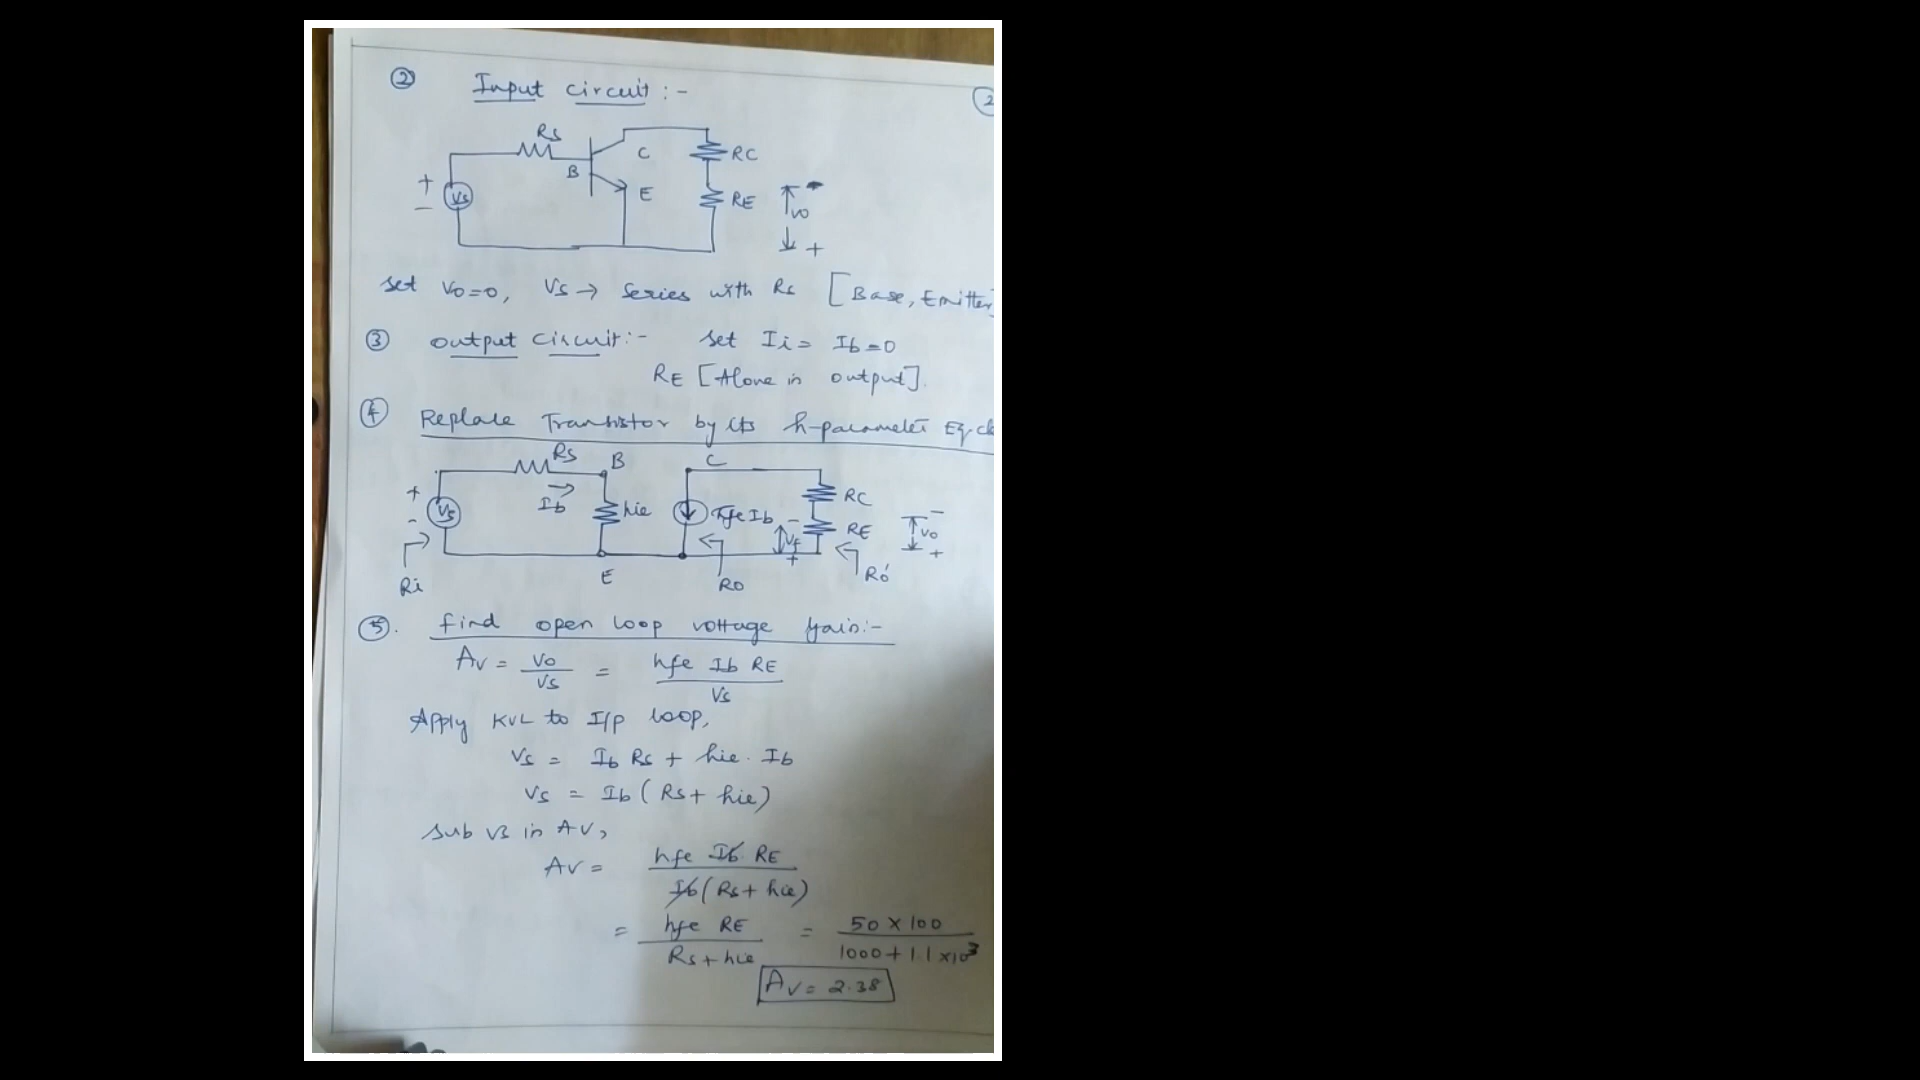 ② Input circuit :-
②
Rs
C
RC
B
+
E
RE
Vs
-
Vo
+
set Vo=0, Vs → series with Rs [Base, Emitter]
③ output circuit :- set Ii = Ib=0
RE [Alone in output].
④ Replace Transistor by its h-parameter Eq ck
Rs B C
+ Ib hie hfe Ib RC
Vs RE
- Vf - + Vo - +
Ri E Ro Ro'
⑤. find open loop voltage gain:-
Av = Vo/Vs = hfe Ib RE / Vs
Apply KVL to I/p loop,
Vs = Ib Rs + hie. Ib
Vs = Ib (Rs + hie)
sub Vs in AV,
AV = hfe Ib RE / Ib (Rs + hie)
= hfe RE / Rs + hie = 50 X 100 / 1000 + 1.1 x 10³
Av = 2.38